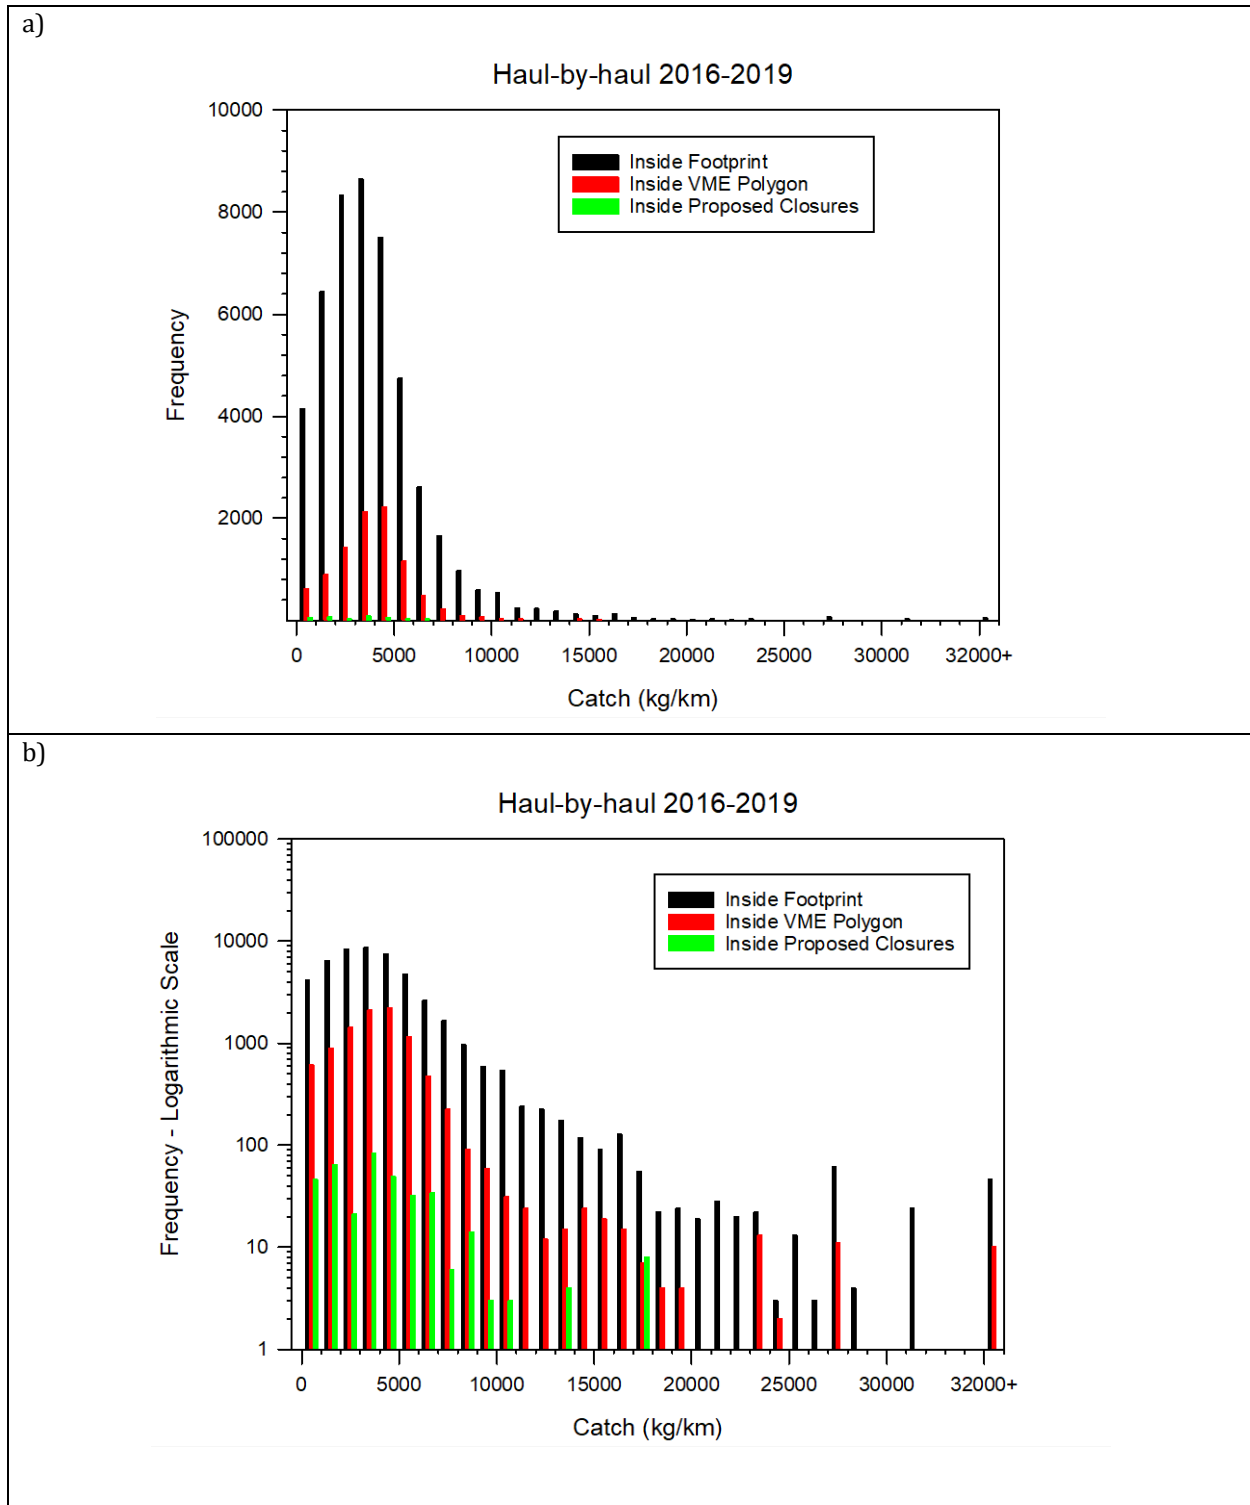 a)
Haul-by-haul 2016-2019
10000
8000
6000
4000
2000
Frequency
Inside Footprint
Inside VME Polygon
Inside Proposed Closures
0 5000 10000 15000 20000 25000 30000 32000+
Catch (kg/km)
b)
Haul-by-haul 2016-2019
100000
10000
1000
100
10
1
Frequency - Logarithmic Scale
Inside Footprint
Inside VME Polygon
Inside Proposed Closures
0 5000 10000 15000 20000 25000 30000 32000+
Catch (kg/km)